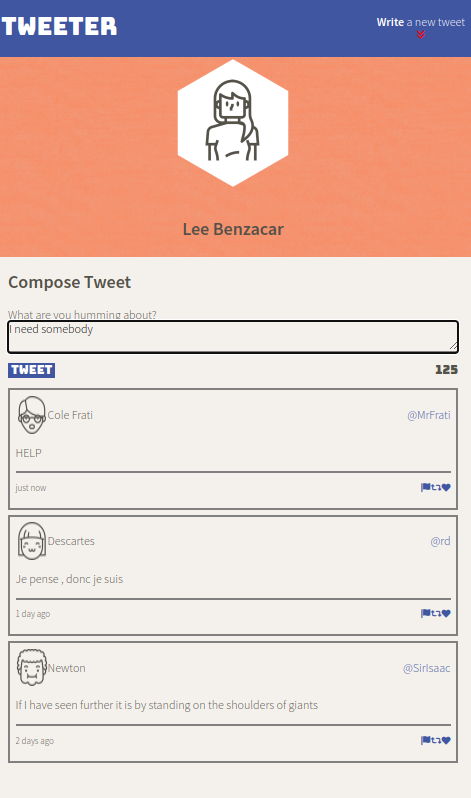 TWEETER
Write a new tweet
Lee Benzacar
Compose Tweet
What are you humming about?
I need somebody
TWEET 125
Cole Frati @MrFrati
HELP
just now
Descartes @rd
Je pense , donc je suis
1 day ago
Newton @SirIsaac
If I have seen further it is by standing on the shoulders of giants
2 days ago